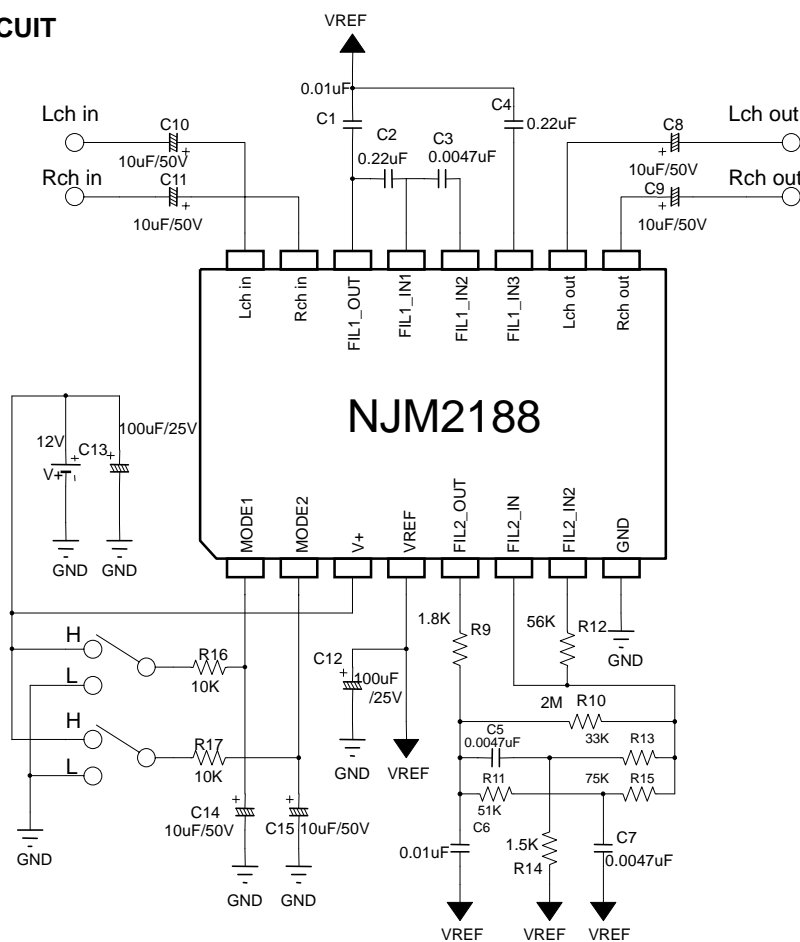 CUIT
VREF
0.01uF
C1
C2
0.22uF
C3
0.0047uF
C4
0.22uF
Lch in
C10
+
10uF/50V
Rch in
C11
+
10uF/50V
C8
+
10uF/50V
Lch out
C9
+
10uF/50V
Rch out
Lch in
Rch in
FIL1_OUT
FIL1_IN1
FIL1_IN2
FIL1_IN3
Lch out
Rch out
NJM2188
12V
V+
+
-
C13
+
100uF/25V
GND
GND
MODE1
MODE2
V+
VREF
FIL2_OUT
FIL2_IN
FIL2_IN2
GND
H
L
R16
10K
H
L
R17
10K
GND
C12
+
100uF
/25V
GND
VREF
1.8K
R9
56K
R12
GND
2M
R10
C5
0.0047uF
33K
R13
R11
51K
75K
R15
C14
+
10uF/50V
C15
+
10uF/50V
GND
GND
C6
0.01uF
1.5K
R14
C7
0.0047uF
VREF
VREF
VREF